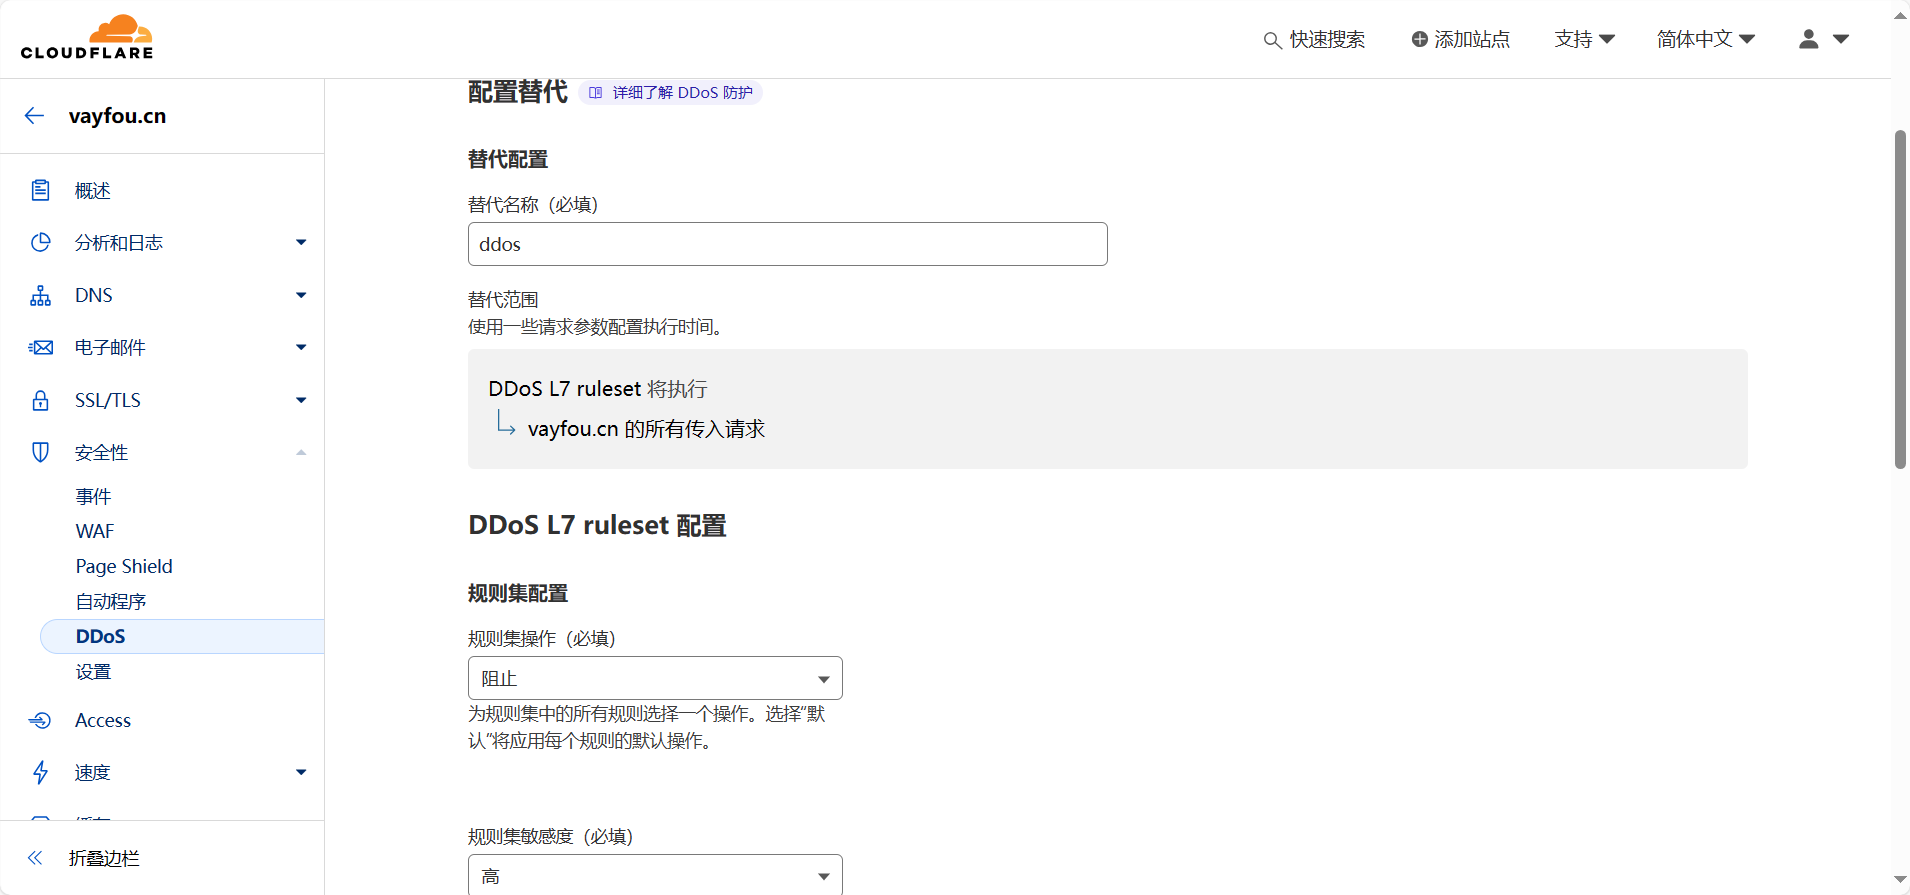 CLOUDFLARE
快速搜索
添加站点
支持
简体中文
vayfou.cn
概述
分析和日志
DNS
电子邮件
SSL/TLS
安全性
事件
WAF
Page Shield
自动程序
DDoS
设置
Access
速度
折叠边栏
配置替代
详细了解 DDoS 防护
替代配置
替代名称（必填）
ddos
替代范围
使用一些请求参数配置执行时间。
DDoS L7 ruleset 将执行
vayfou.cn 的所有传入请求
DDoS L7 ruleset 配置
规则集配置
规则集操作（必填）
阻止
为规则集中的所有规则选择一个操作。选择“默
认”将应用每个规则的默认操作。
规则集敏感度（必填）
高